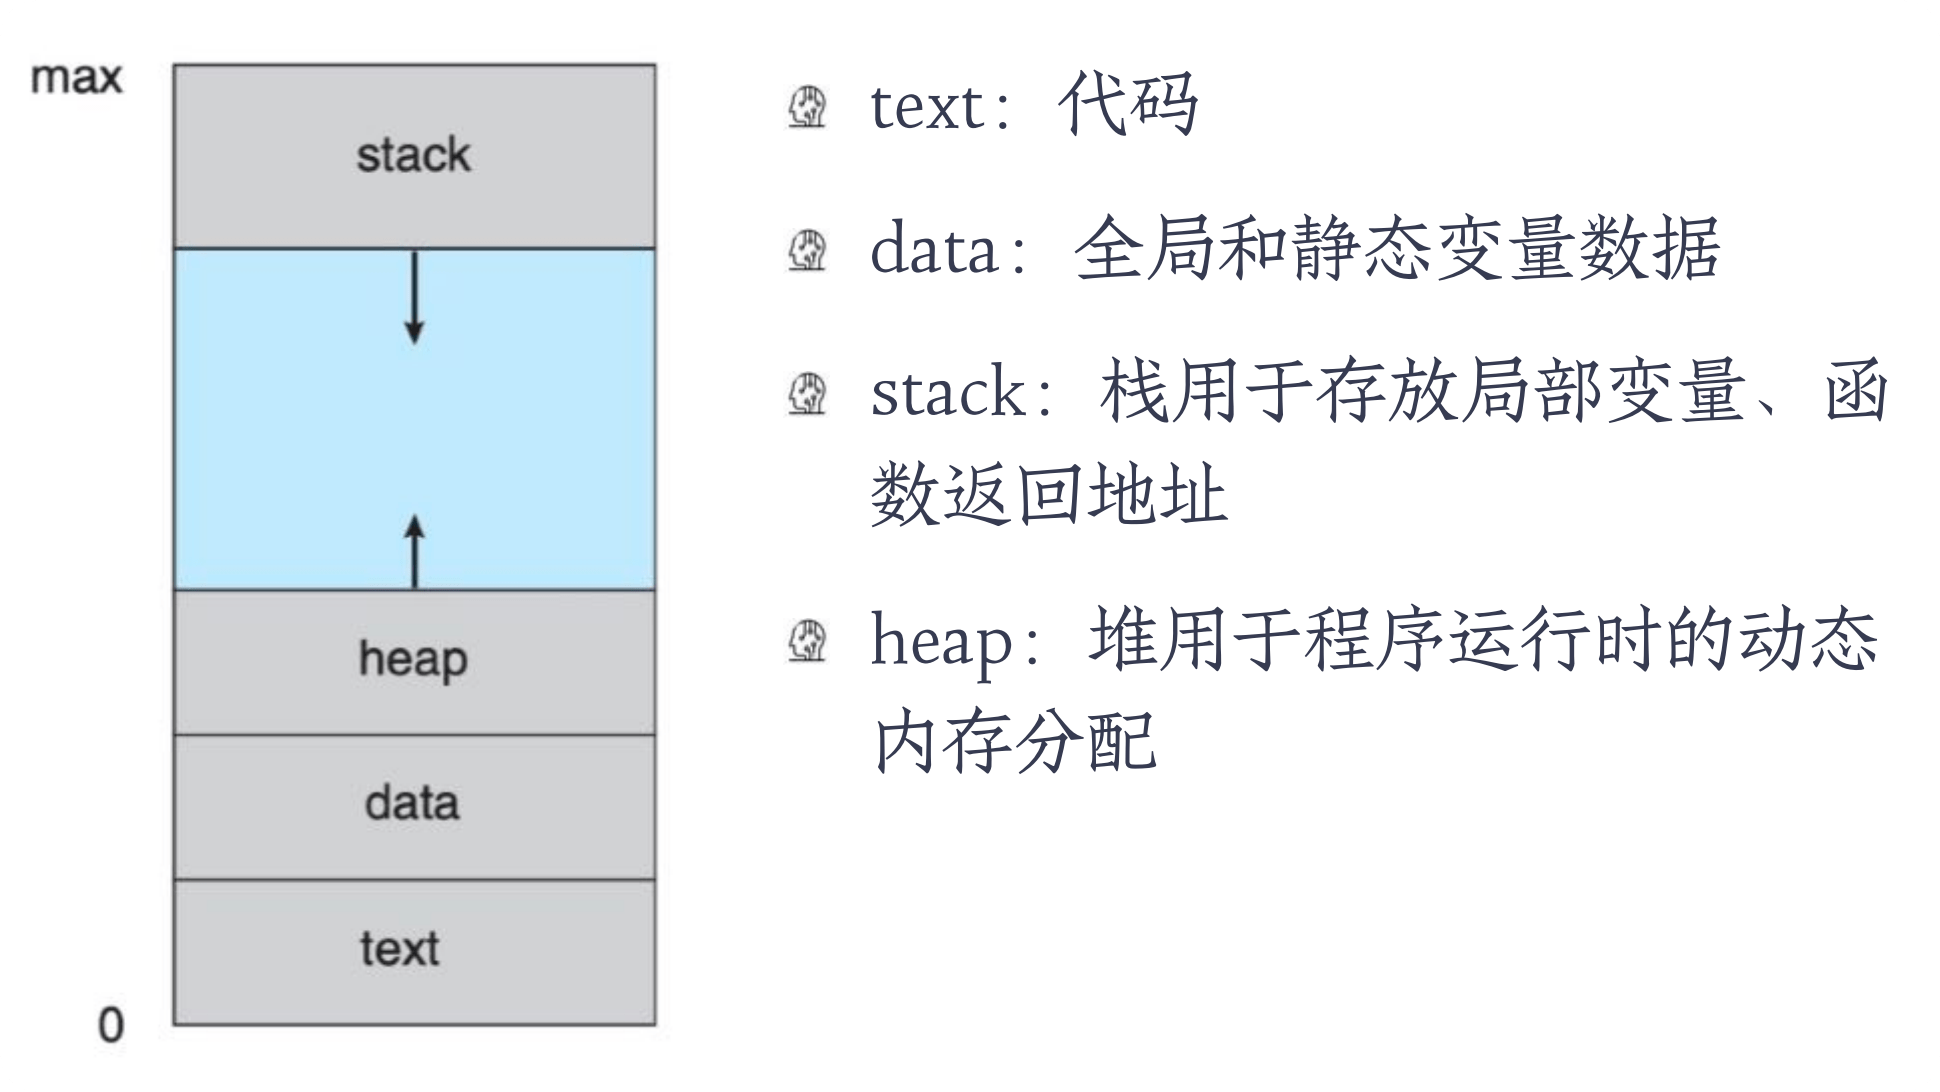 max
stack
heap
data
text
0
text：代码
data：全局和静态变量数据
stack：栈用于存放局部变量、函
数返回地址
heap：堆用于程序运行时的动态
内存分配